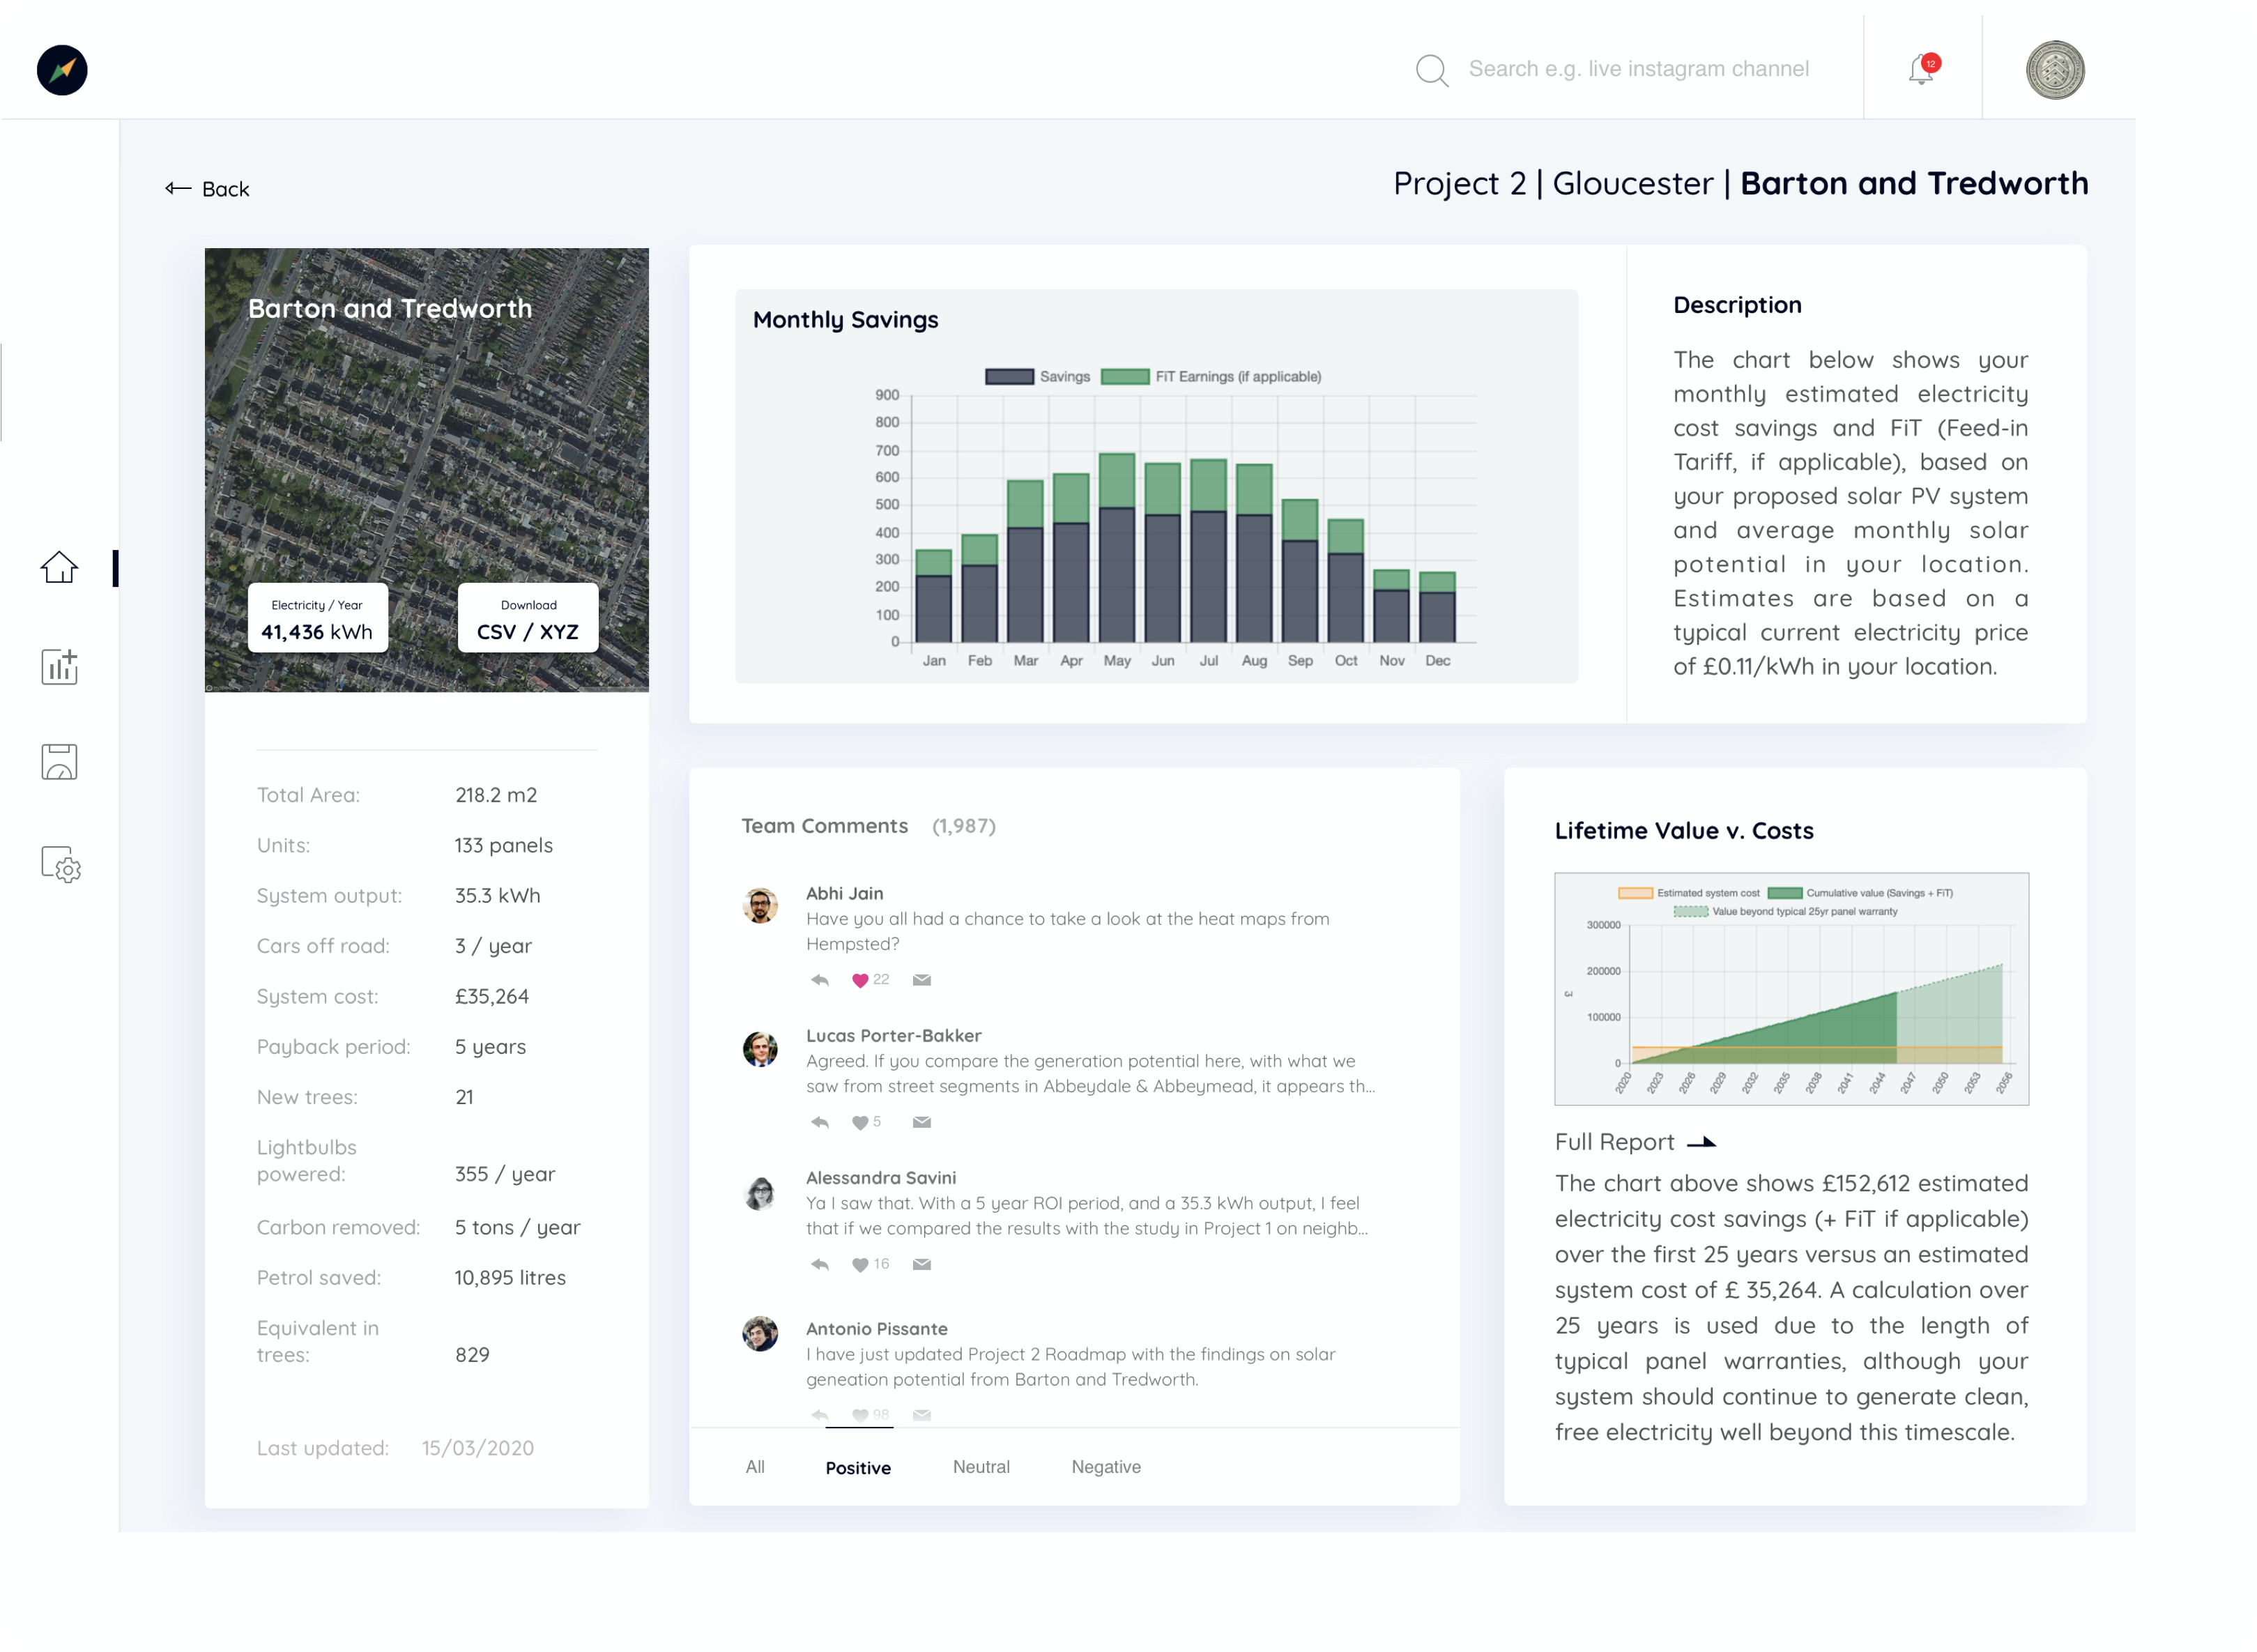 Search e.g. live instagram channel
12
Back
Project 2 | Gloucester | Barton and Tredworth
Barton and Tredworth
Electricity / Year
41,436 kWh
Download
CSV / XYZ
Total Area: 218.2 m2
Units: 133 panels
System output: 35.3 kWh
Cars off road: 3 / year
System cost: £35,264
Payback period: 5 years
New trees: 21
Lightbulbs
powered: 355 / year
Carbon removed: 5 tons / year
Petrol saved: 10,895 litres
Equivalent in
trees: 829
Last updated: 15/03/2020
Monthly Savings
Savings FiT Earnings (if applicable)
900
800
700
600
500
400
300
200
100
0
Jan Feb Mar Apr May Jun Jul Aug Sep Oct Nov Dec
Description
The chart below shows your
monthly estimated electricity
cost savings and FiT (Feed-in
Tariff, if applicable), based on
your proposed solar PV system
and average monthly solar
potential in your location.
Estimates are based on a
typical current electricity price
of £0.11/kWh in your location.
Team Comments (1,987)
Abhi Jain
Have you all had a chance to take a look at the heat maps from
Hempsted?
22
Lucas Porter-Bakker
Agreed. If you compare the generation potential here, with what we
saw from street segments in Abbeydale & Abbeymead, it appears th...
5
Alessandra Savini
Ya I saw that. With a 5 year ROI period, and a 35.3 kWh output, I feel
that if we compared the results with the study in Project 1 on neighb...
16
Antonio Pissante
I have just updated Project 2 Roadmap with the findings on solar
geneation potential from Barton and Tredworth.
98
All Positive Neutral Negative
Lifetime Value v. Costs
Estimated system cost Cumulative value (Savings + FiT)
Value beyond typical 25yr panel warranty
300000
200000
100000
0
£
2020 2023 2026 2029 2032 2035 2038 2041 2044 2047 2050 2053 2056
Full Report
The chart above shows £152,612 estimated
electricity cost savings (+ FiT if applicable)
over the first 25 years versus an estimated
system cost of £ 35,264. A calculation over
25 years is used due to the length of
typical panel warranties, although your
system should continue to generate clean,
free electricity well beyond this timescale.